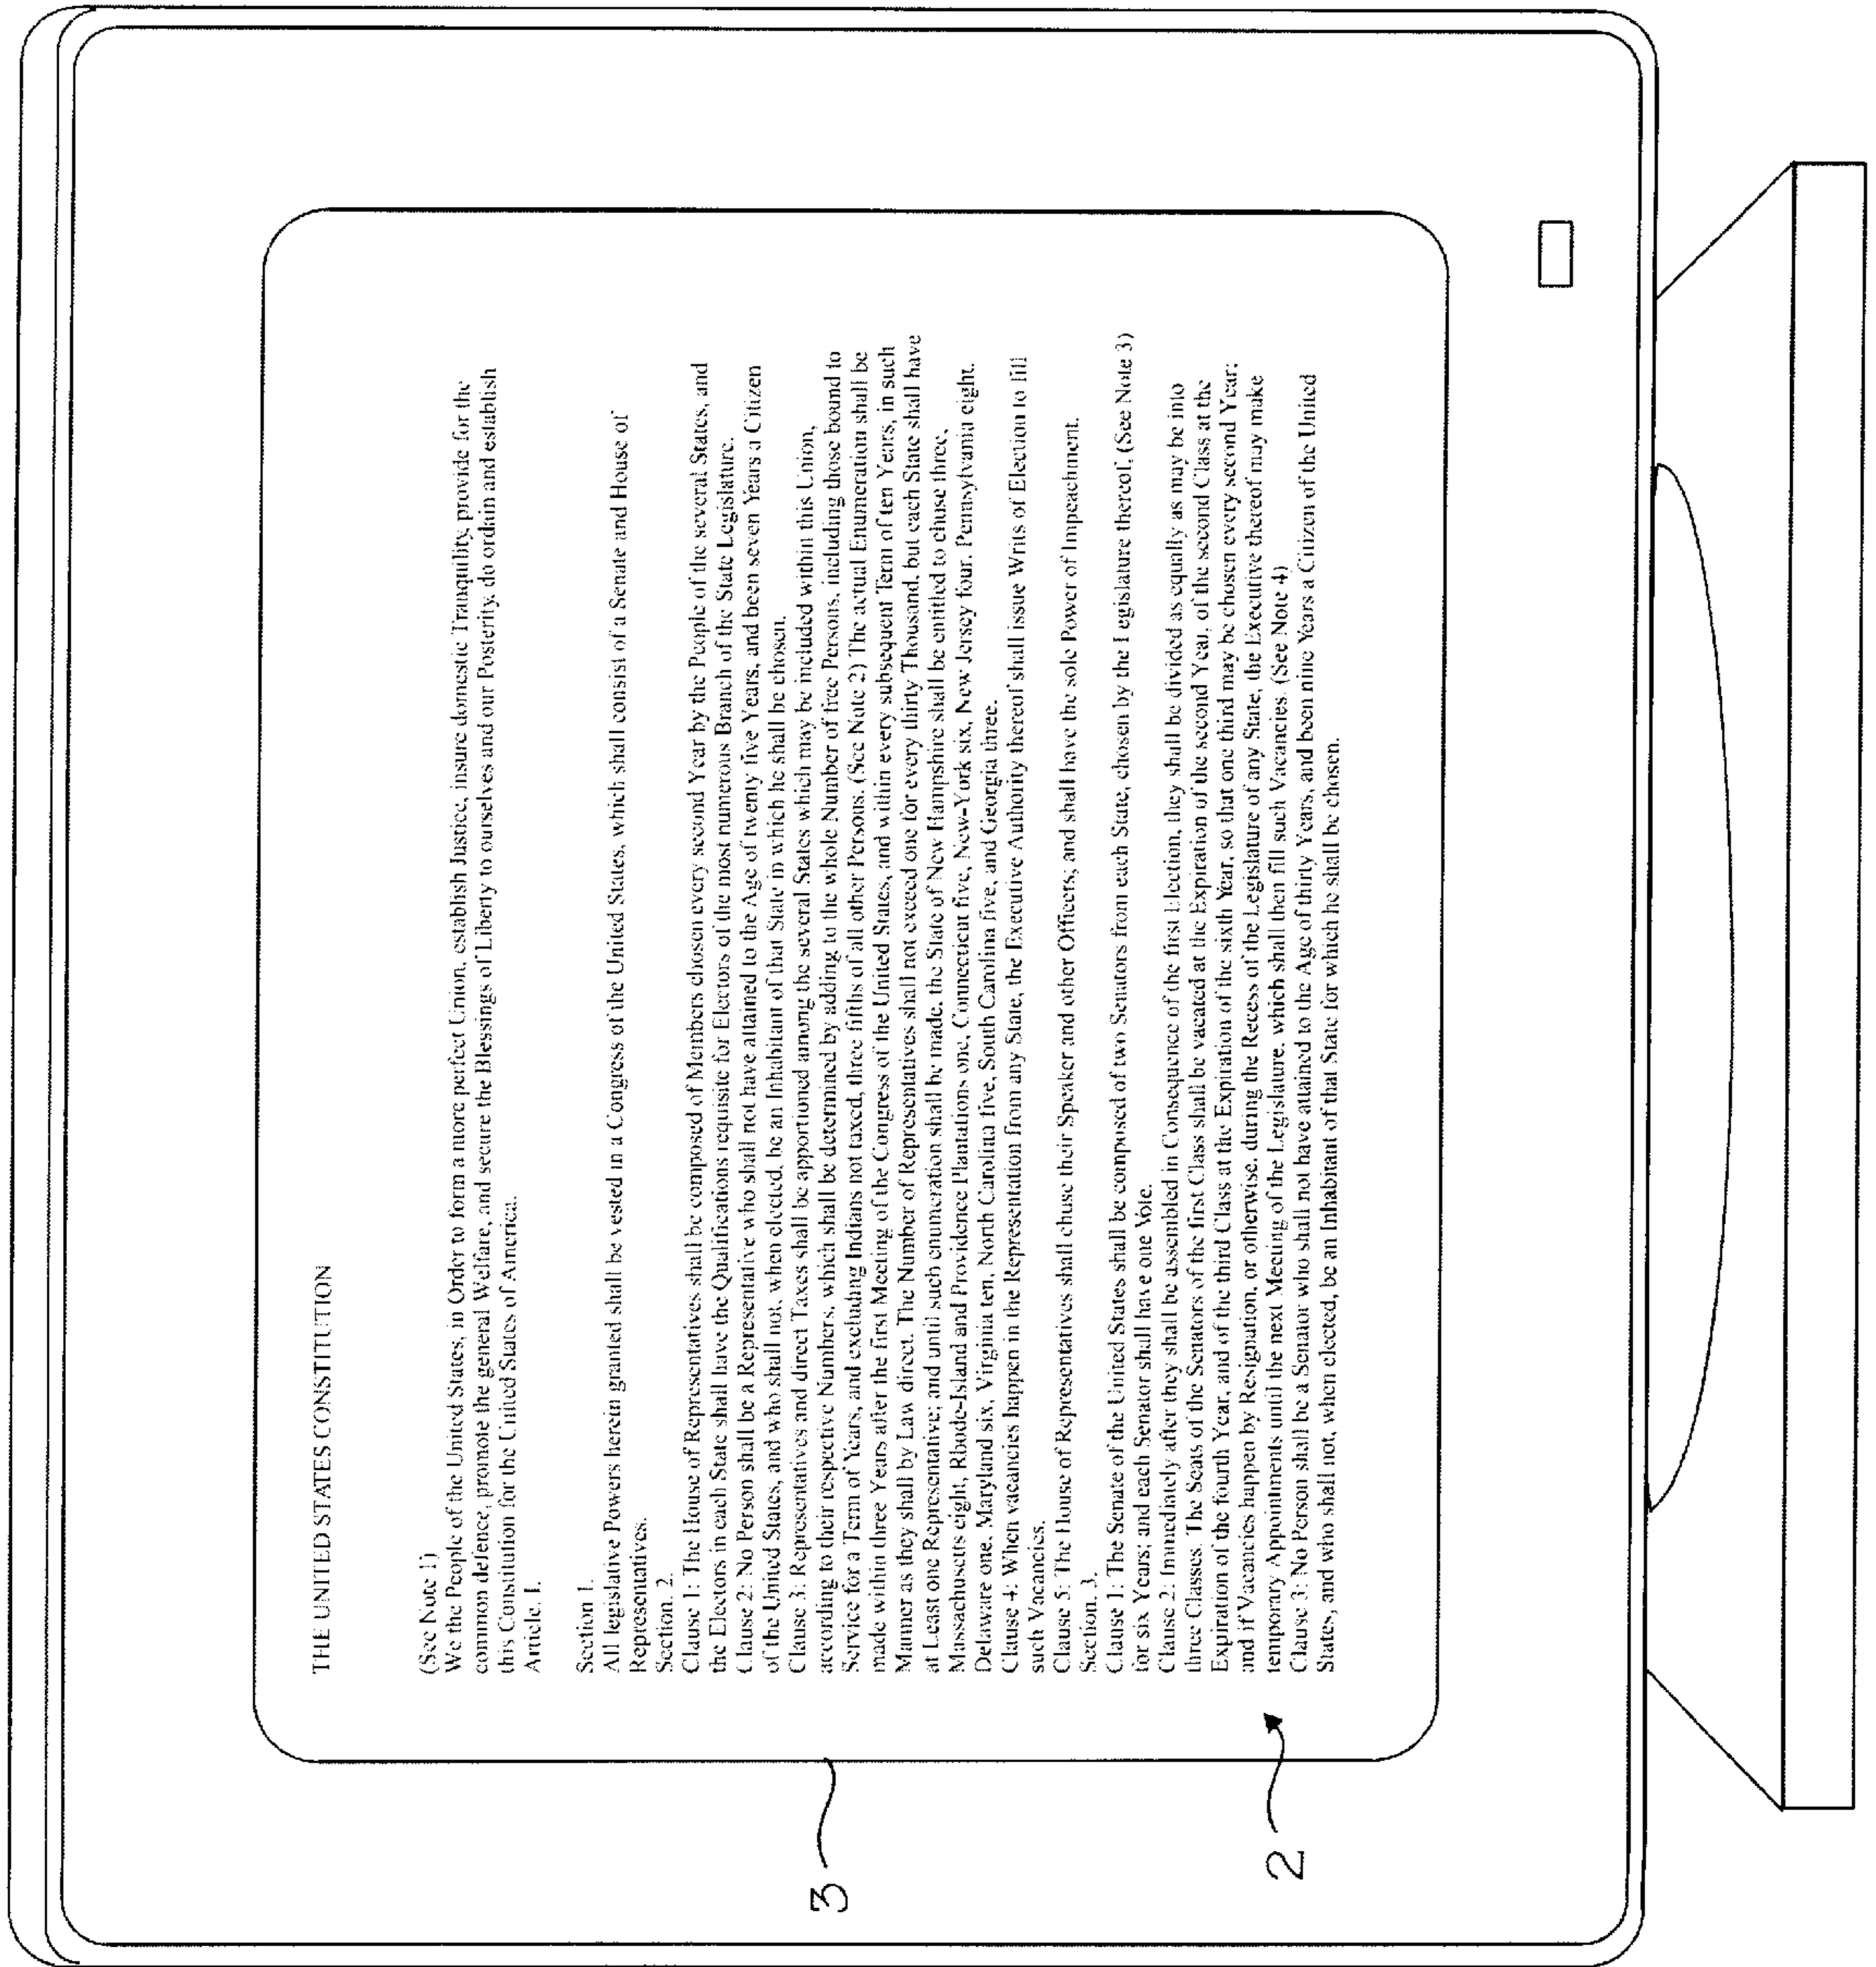 THE UNITED STATES CONSTITUTION
(See Note 1)
We the People of the United States, in Order to form a more perfect Union, establish Justice, insure domestic Tranquility, provide for the
common defence, promote the general Welfare, and secure the Blessings of Liberty to ourselves and our Posterity, do ordain and establish
this Constitution for the United States of America.
Article. I.
Section 1.
All legislative Powers herein granted shall be vested in a Congress of the United States, which shall consist of a Senate and House of
Representatives.
Section. 2.
Clause 1: The House of Representatives shall be composed of Members chosen every second Year by the People of the several States, and
the Electors in each State shall have the Qualifications requisite for Electors of the most numerous Branch of the State Legislature.
Clause 2: No Person shall be a Representative who shall not have attained to the Age of twenty five Years, and been seven Years a Citizen
of the United States, and who shall not, when elected, be an Inhabitant of that State in which he shall be chosen.
Clause 3: Representatives and direct Taxes shall be apportioned among the several States which may be included within this Union,
according to their respective Numbers, which shall be determined by adding to the whole Number of free Persons, including those bound to
Service for a Term of Years, and excluding Indians not taxed, three fifths of all other Persons. (See Note 2) The actual Enumeration shall be
made within three Years after the first Meeting of the Congress of the United States, and within every subsequent Term of ten Years, in such
Manner as they shall by Law direct. The Number of Representatives shall not exceed one for every thirty Thousand, but each State shall have
at Least one Representative; and until such enumeration shall be made, the State of New Hampshire shall be entitled to chuse three,
Massachusetts eight, Rhode-Island and Providence Plantations one, Connecticut five, New-York six, New Jersey four, Pennsylvania eight,
Delaware one, Maryland six, Virginia ten, North Carolina five, South Carolina five, and Georgia three.
Clause 4: When vacancies happen in the Representation from any State, the Executive Authority thereof shall issue Writs of Election to fill
such Vacancies.
Clause 5: The House of Representatives shall chuse their Speaker and other Officers; and shall have the sole Power of Impeachment.
Section. 3.
Clause 1: The Senate of the United States shall be composed of two Senators from each State, chosen by the Legislature thereof, (See Note 3)
for six Years; and each Senator shall have one Vote.
Clause 2: Immediately after they shall be assembled in Consequence of the first Election, they shall be divided as equally as may be into
three Classes. The Seats of the Senators of the first Class shall be vacated at the Expiration of the second Year, of the second Class at the
Expiration of the fourth Year, and of the third Class at the Expiration of the sixth Year, so that one third may be chosen every second Year;
and if Vacancies happen by Resignation, or otherwise, during the Recess of the Legislature of any State, the Executive thereof may make
temporary Appointments until the next Meeting of the Legislature, which shall then fill such Vacancies. (See Note 4)
Clause 3: No Person shall be a Senator who shall not have attained to the Age of thirty Years, and been nine Years a Citizen of the United
States, and who shall not, when elected, be an Inhabitant of that State for which he shall be chosen.
3
2